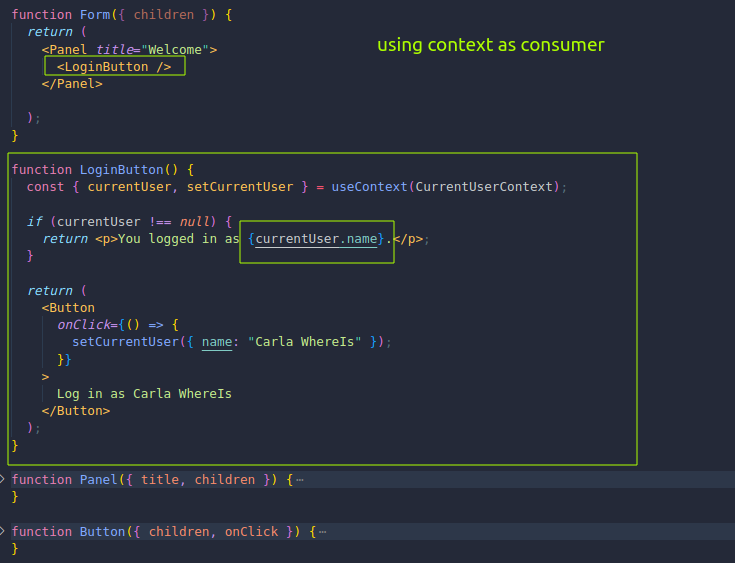 function Form({ children }) {
return (
<Panel title="Welcome">
using context as consumer
<LoginButton />
</Panel>
);
}
function LoginButton() {
const { currentUser, setCurrentUser } = useContext(CurrentUserContext);
if (currentUser !== null) {
return <p>You logged in as {currentUser.name}.</p>;
}
return (
<Button
onClick={() => {
setCurrentUser({ name: "Carla WhereIs" });
}}
>
Log in as Carla WhereIs
</Button>
);
}
function Panel({ title, children }) {⋯
}
function Button({ children, onClick }) {⋯
}